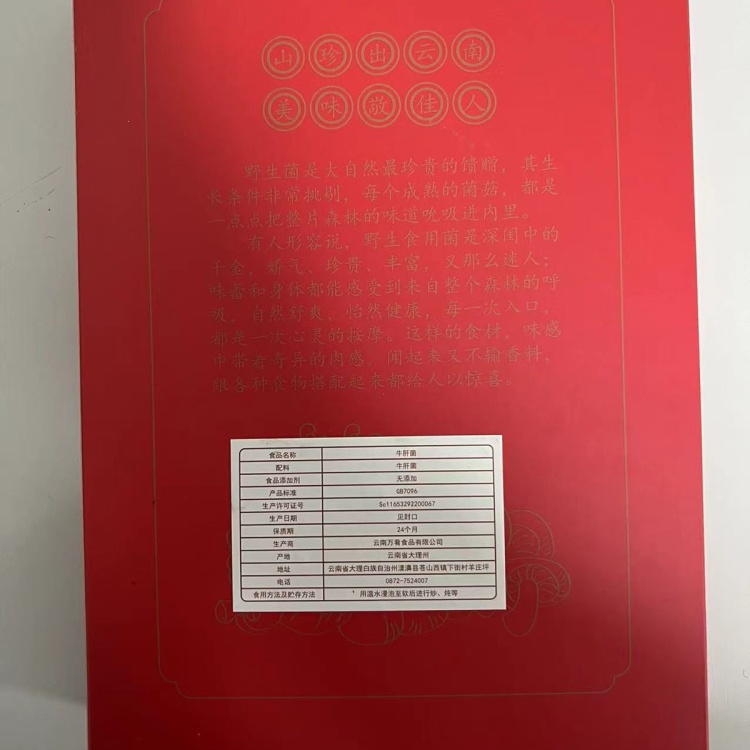 山珍出云南
美味敬佳人
野生菌是大自然最珍贵的馈赠，其生
长条件非常挑剔，每个成熟的菌菇，都是
一点点把整片森林的味道吮吸进内里。
有人形容说，野生食用菌是深闺中的
千金，娇气、珍贵、丰富，又那么迷人；
味蕾和身体都能感受到来自整个森林的呼
吸，自然舒爽、怡然健康，每一次入口，
都是一次心灵的按摩。这样的食材，味感
中带着奇异的肉感，闻起来又不输香料，
跟各种食物搭配起来都给人以惊喜。
食品名称 牛肝菌
配料 牛肝菌
食品添加剂 无添加
产品标准 GB7096
生产许可证号 Sc11653292200067
生产日期 见封口
保质期 24个月
生产商 云南万肴食品有限公司
产地 云南省大理州
地址 云南省大理白族自治州漾濞县苍山西镇下街村羊庄坪
电话 0872-7524007
食用方法及贮存方法 用温水浸泡至软后进行炒、炖等